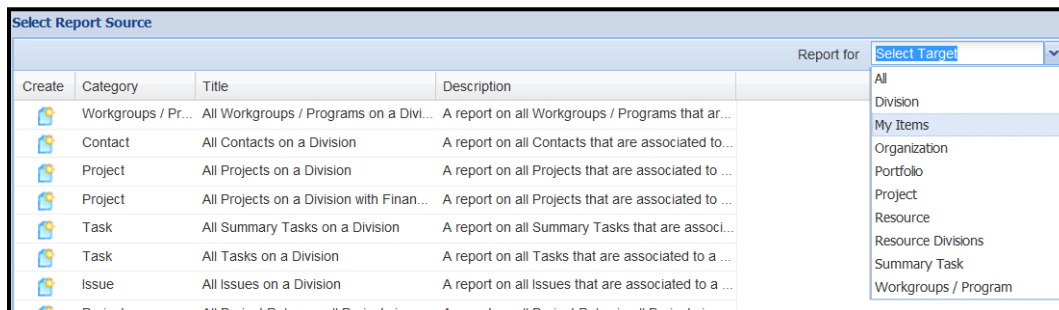 Select Report Source
Report for Select Target
Create Category Title Description
Workgroups / Pr... All Workgroups / Programs on a Divi... A report on all Workgroups / Programs that ar...
Contact All Contacts on a Division A report on all Contacts that are associated to...
Project All Projects on a Division A report on all Projects that are associated to ...
Project All Projects on a Division with Finan... A report on all Projects that are associated to ...
Task All Summary Tasks on a Division A report on all Summary Tasks that are associ...
Task All Tasks on a Division A report on all Tasks that are associated to a ...
Issue All Issues on a Division A report on all Issues that are associated to a ...
All
Division
My Items
Organization
Portfolio
Project
Resource
Resource Divisions
Summary Task
Workgroups / Program